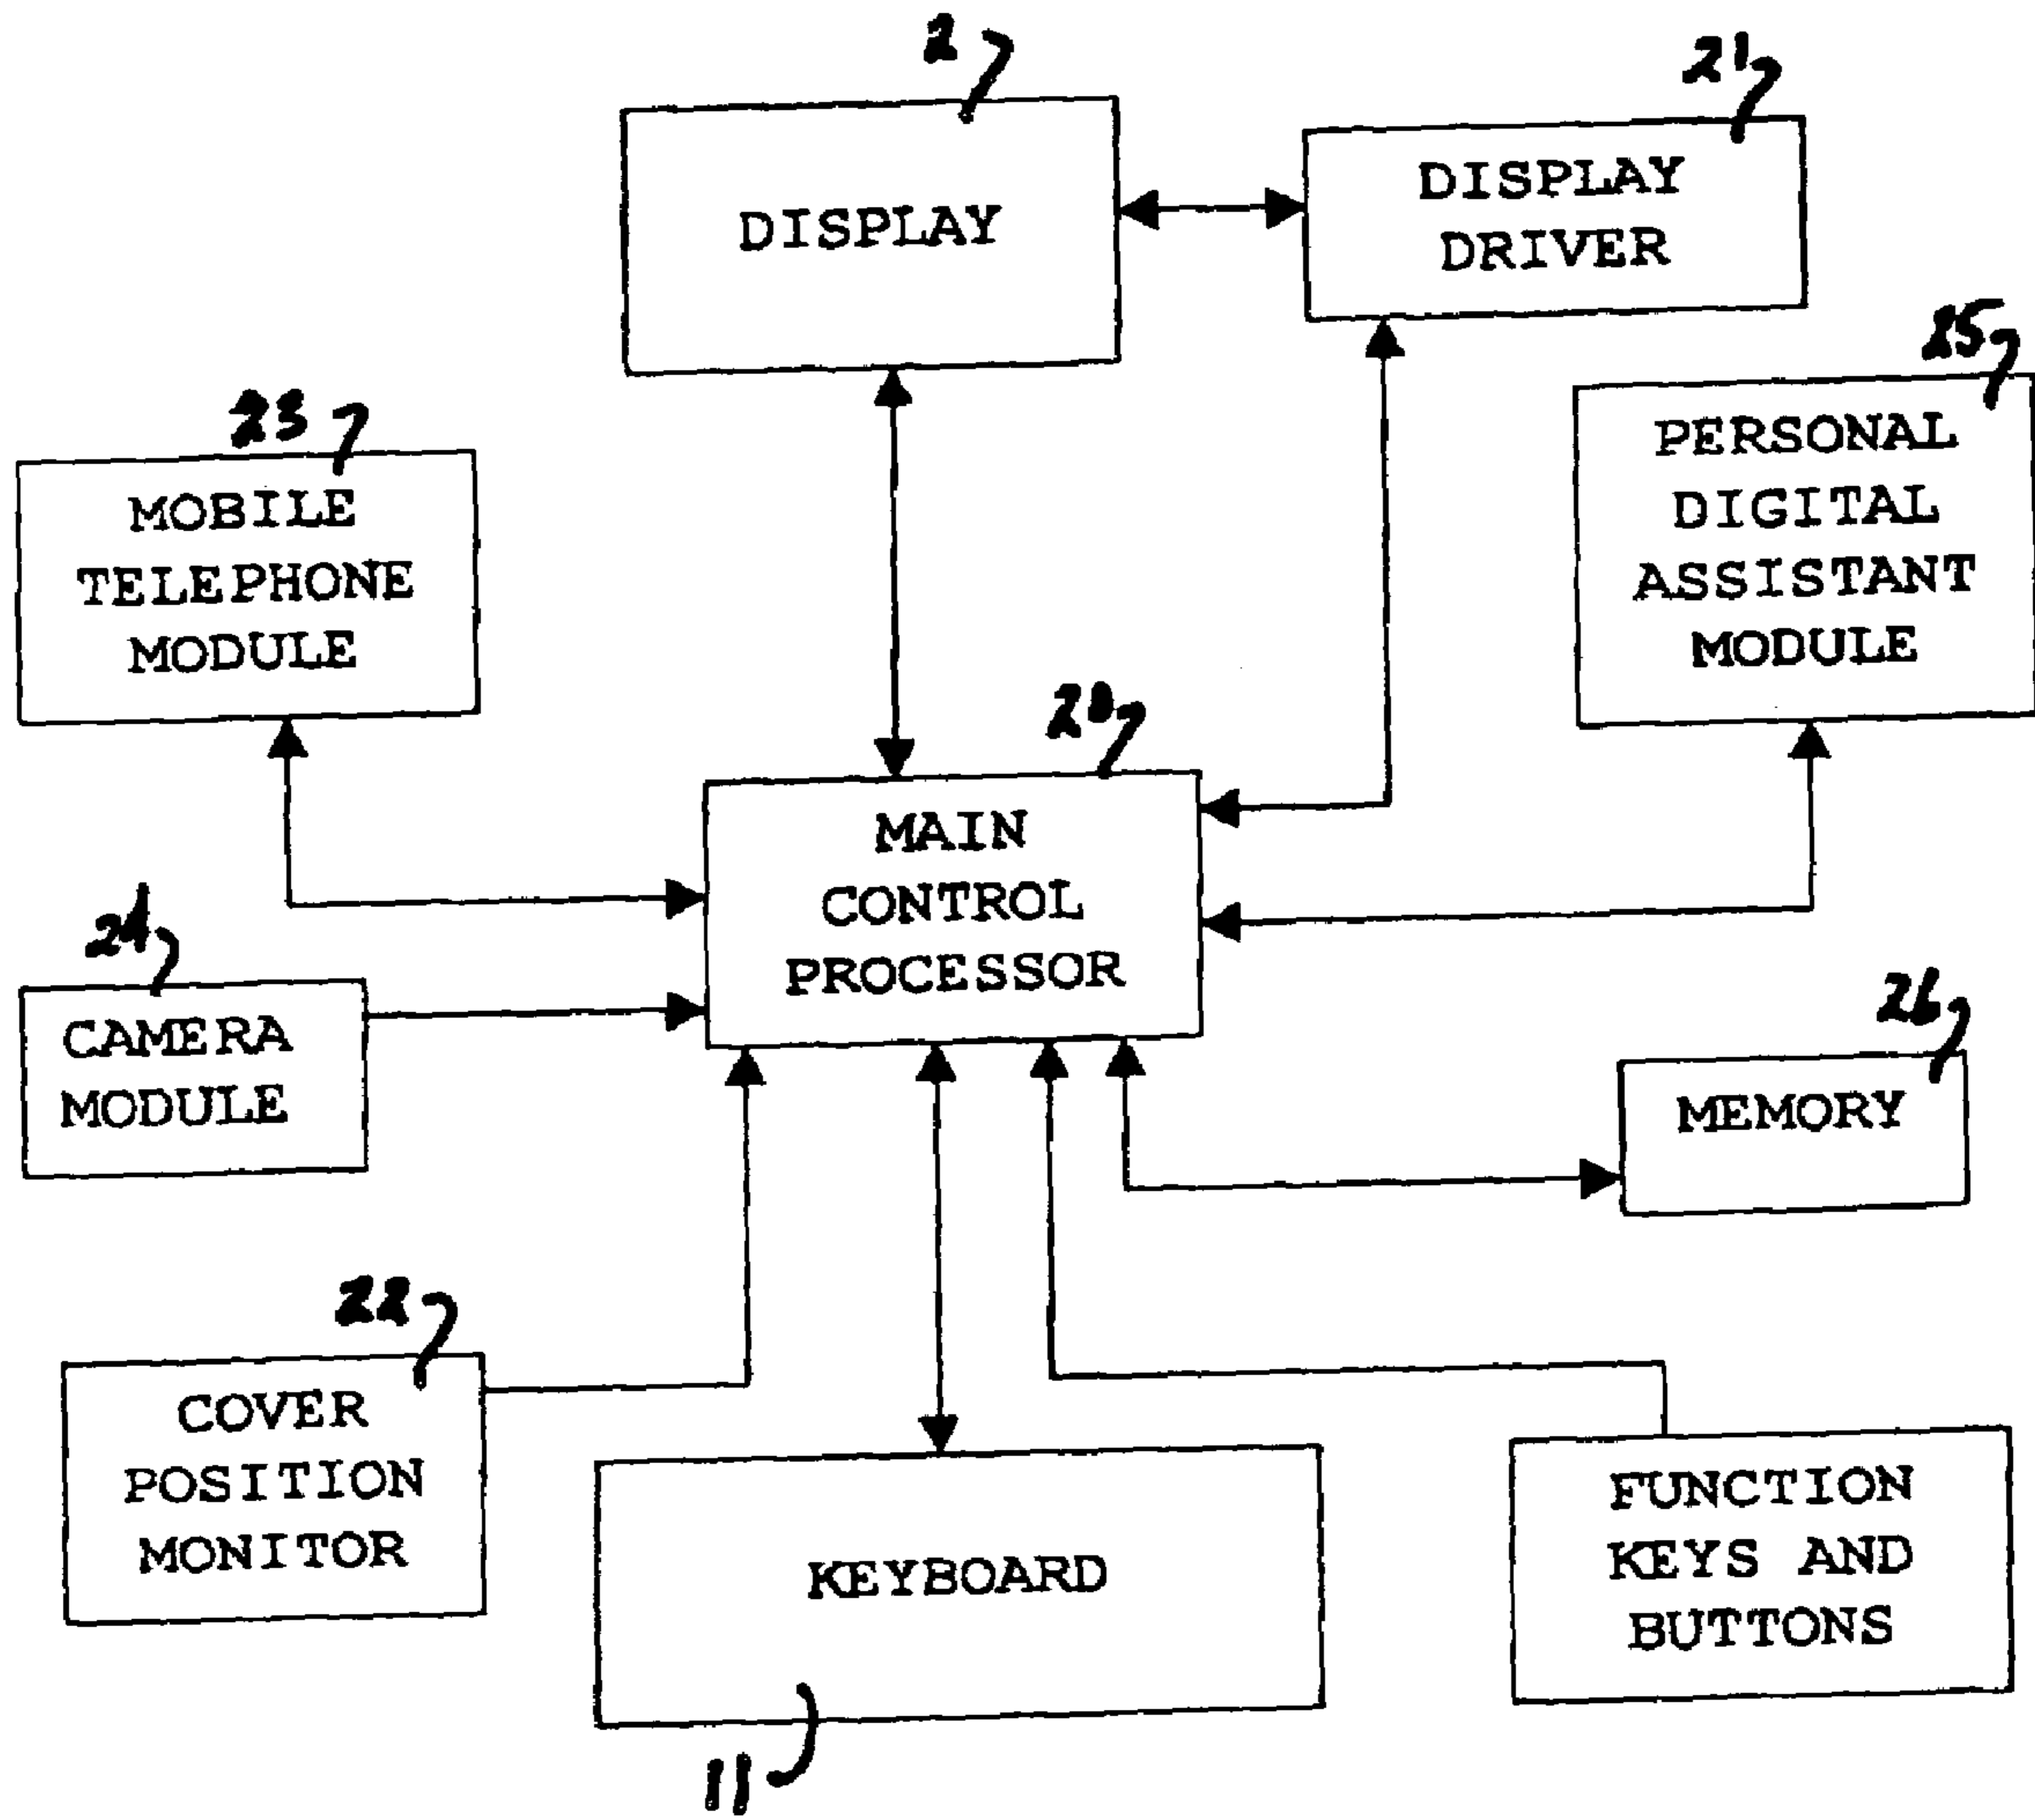 2
21
DISPLAY
DISPLAY
DRIVER
25
PERSONAL
DIGITAL
ASSISTANT
MODULE
23
MOBILE
TELEPHONE
MODULE
20
MAIN
CONTROL
PROCESSOR
24
CAMERA
MODULE
26
MEMORY
22
COVER
POSITION
MONITOR
KEYBOARD
11
FUNCTION
KEYS AND
BUTTONS